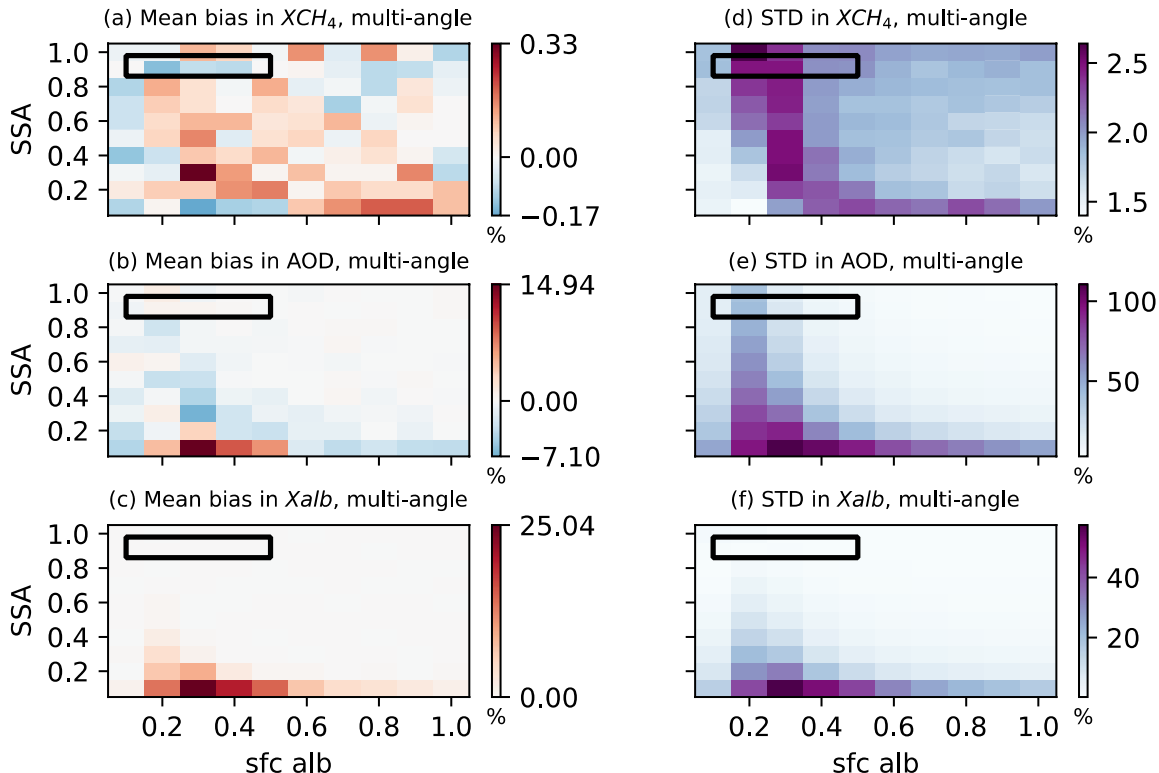 (a) Mean bias in XCH₄, multi-angle
SSA
1.0
0.8
0.6
0.4
0.2
0.33
0.00
−0.17
%
(d) STD in XCH₄, multi-angle
2.5
2.0
1.5
%
(b) Mean bias in AOD, multi-angle
SSA
1.0
0.8
0.6
0.4
0.2
14.94
0.00
−7.10
%
(e) STD in AOD, multi-angle
100
50
%
(c) Mean bias in Xalb, multi-angle
SSA
1.0
0.8
0.6
0.4
0.2
25.04
0.00
%
0.2 0.4 0.6 0.8 1.0
sfc alb
(f) STD in Xalb, multi-angle
40
20
%
0.2 0.4 0.6 0.8 1.0
sfc alb